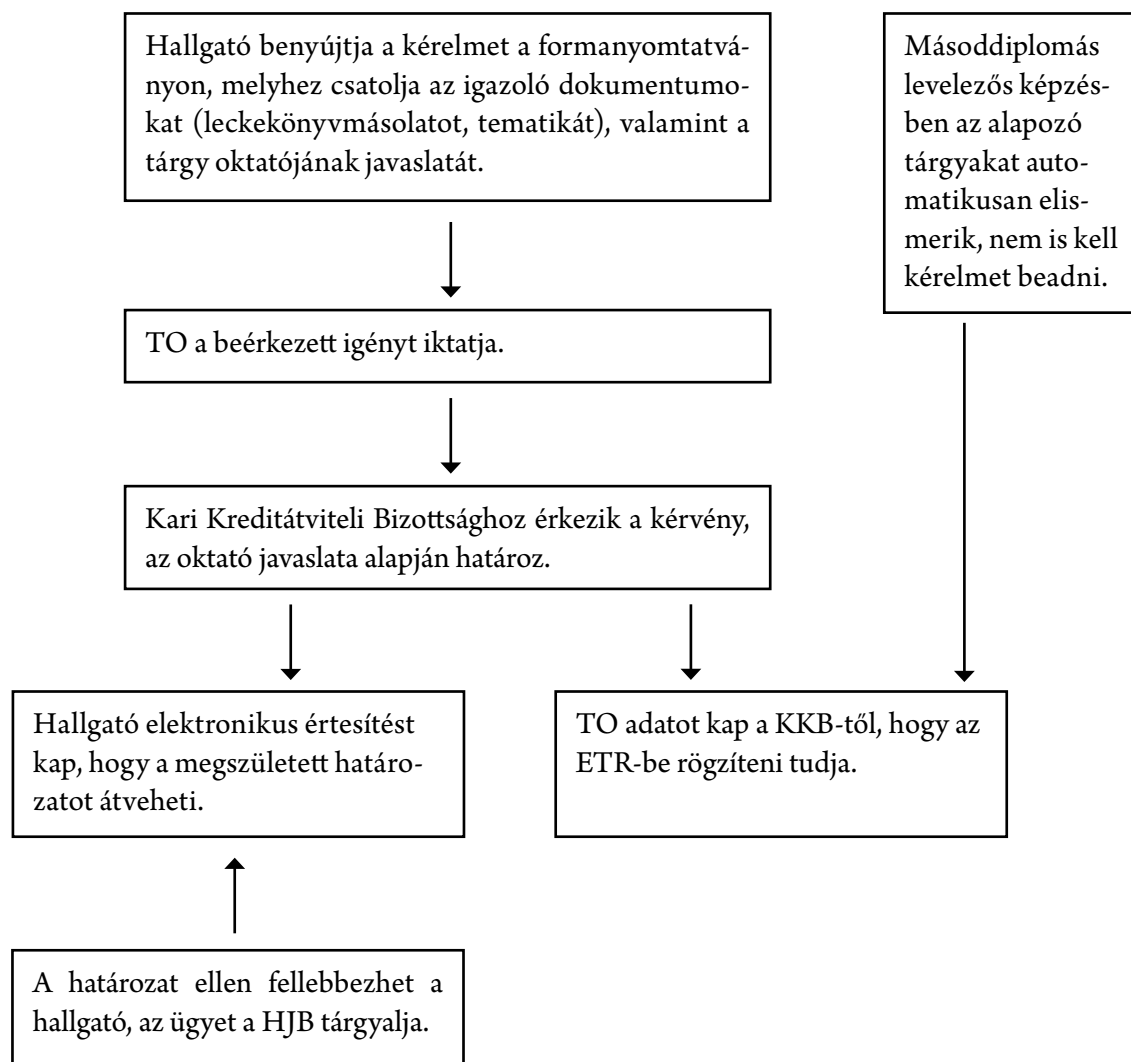 Hallgató benyújtja a kérelmet a formanyomtatvá-
nyon, melyhez csatolja az igazoló dokumentumo-
kat (leckekönyvmásolatot, tematikát), valamint a
tárgy oktatójának javaslatát.
Másoddiplomás
levelezős képzés-
ben az alapozó
tárgyakat auto-
matikusan elis-
merik, nem is kell
kérelmet beadni.
TO a beérkezett igényt iktatja.
Kari Kreditátviteli Bizottsághoz érkezik a kérvény,
az oktató javaslata alapján határoz.
Hallgató elektronikus értesítést
kap, hogy a megszületett határo-
zatot átveheti.
TO adatot kap a KKB-től, hogy az
ETR-be rögzíteni tudja.
A határozat ellen fellebbezhet a
hallgató, az ügyet a HJB tárgyalja.